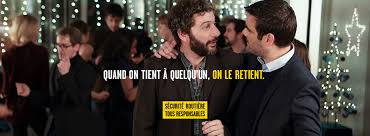 QUAND ON TIENT À QUELQU'UN, ON LE RETIENT.
SÉCURITÉ ROUTIÈRE
TOUS RESPONSABLES